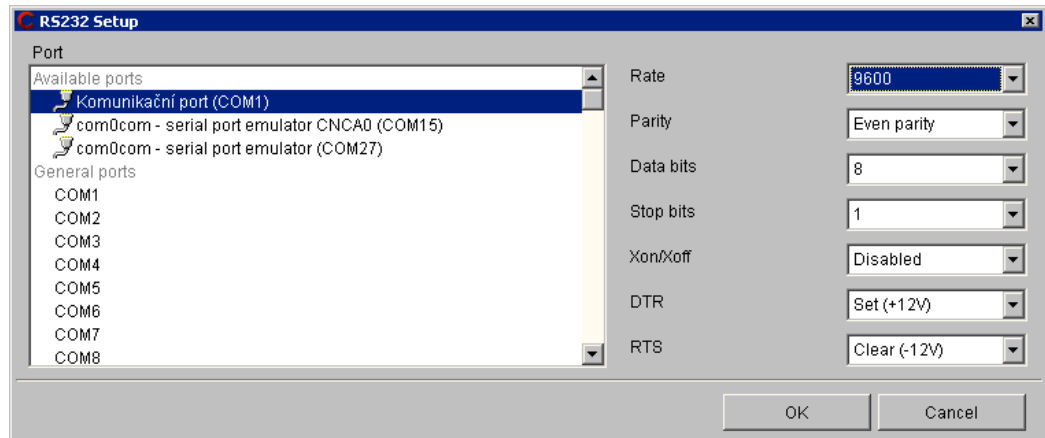 RS232 Setup
Port
Available ports
Komunikační port (COM1)
com0com - serial port emulator CNCA0 (COM15)
com0com - serial port emulator (COM27)
General ports
COM1
COM2
COM3
COM4
COM5
COM6
COM7
COM8
Rate 9600
Parity Even parity
Data bits 8
Stop bits 1
Xon/Xoff Disabled
DTR Set (+12V)
RTS Clear (-12V)
OK Cancel